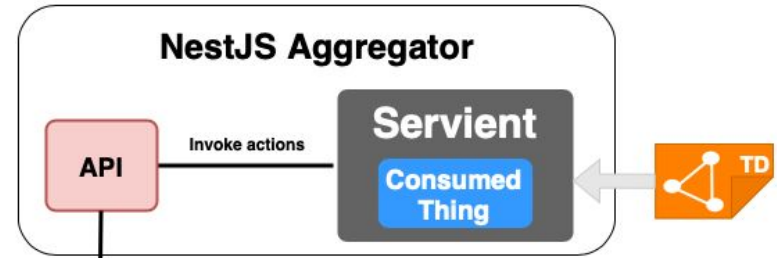 NestJS Aggregator
Servient
Invoke actions
API
Consumed
Thing
TD